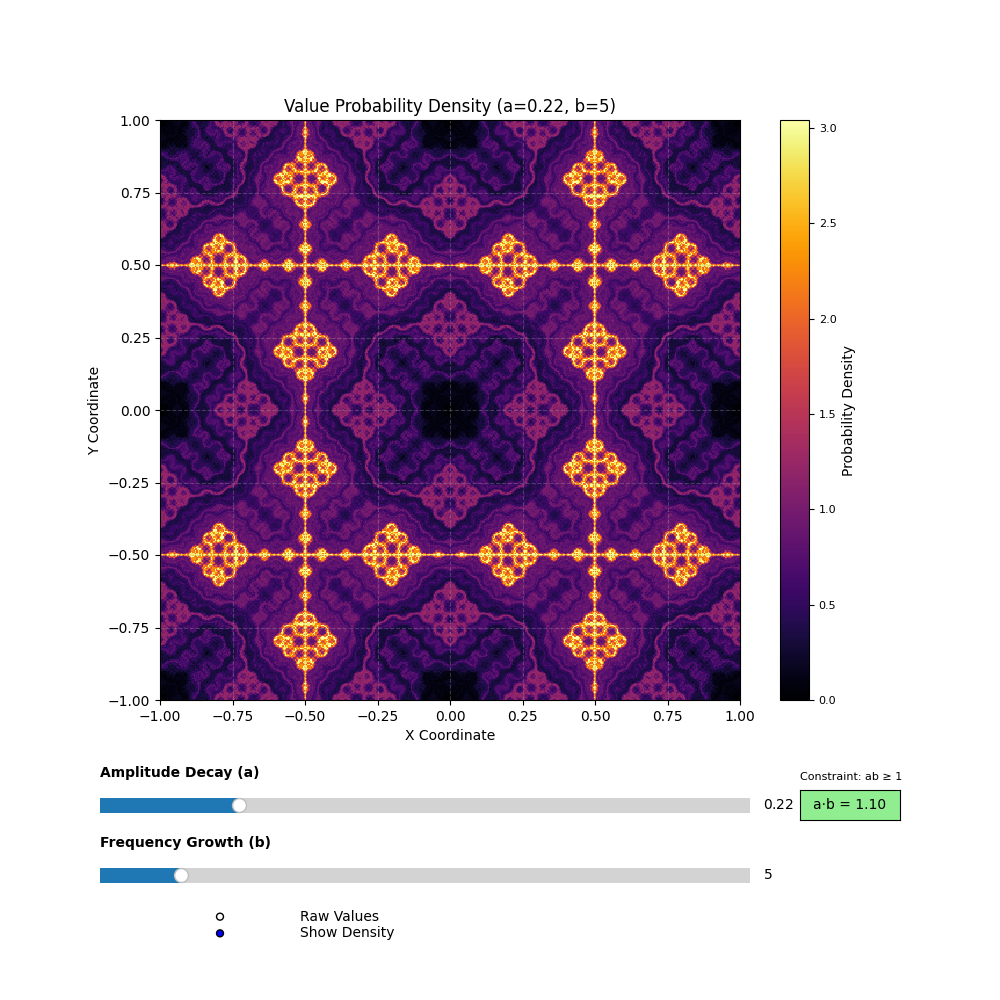 Value Probability Density (a=0.22, b=5)
1.00
0.75
0.50
0.25
0.00
−0.25
−0.50
−0.75
−1.00
Y Coordinate
−1.00 −0.75 −0.50 −0.25 0.00 0.25 0.50 0.75 1.00
X Coordinate
3.0
2.5
2.0
1.5
1.0
0.5
0.0
Probability Density
Amplitude Decay (a)
0.22
Constraint: ab ≥ 1
a·b = 1.10
Frequency Growth (b)
5
Raw Values
Show Density